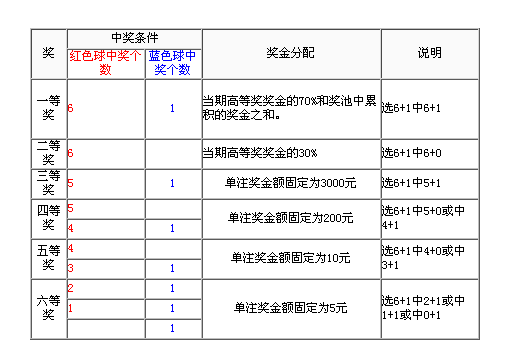 奖
中奖条件
红色球中奖个
数
蓝色球中
奖个数
奖金分配
说明
一等
奖
6
1
当期高等奖奖金的70%和奖池中累
积的奖金之和。
选6+1中6+1
二等
奖
6
当期高等奖奖金的30%
选6+1中6+0
三等
奖
5
1
单注奖金额固定为3000元
选6+1中5+1
四等
奖
5
4
1
单注奖金额固定为200元
选6+1中5+0或中
4+1
五等
奖
4
3
1
单注奖金额固定为10元
选6+1中4+0或中
3+1
六等
奖
2
1
1
1
1
单注奖金额固定为5元
选6+1中2+1或中
1+1或中0+1